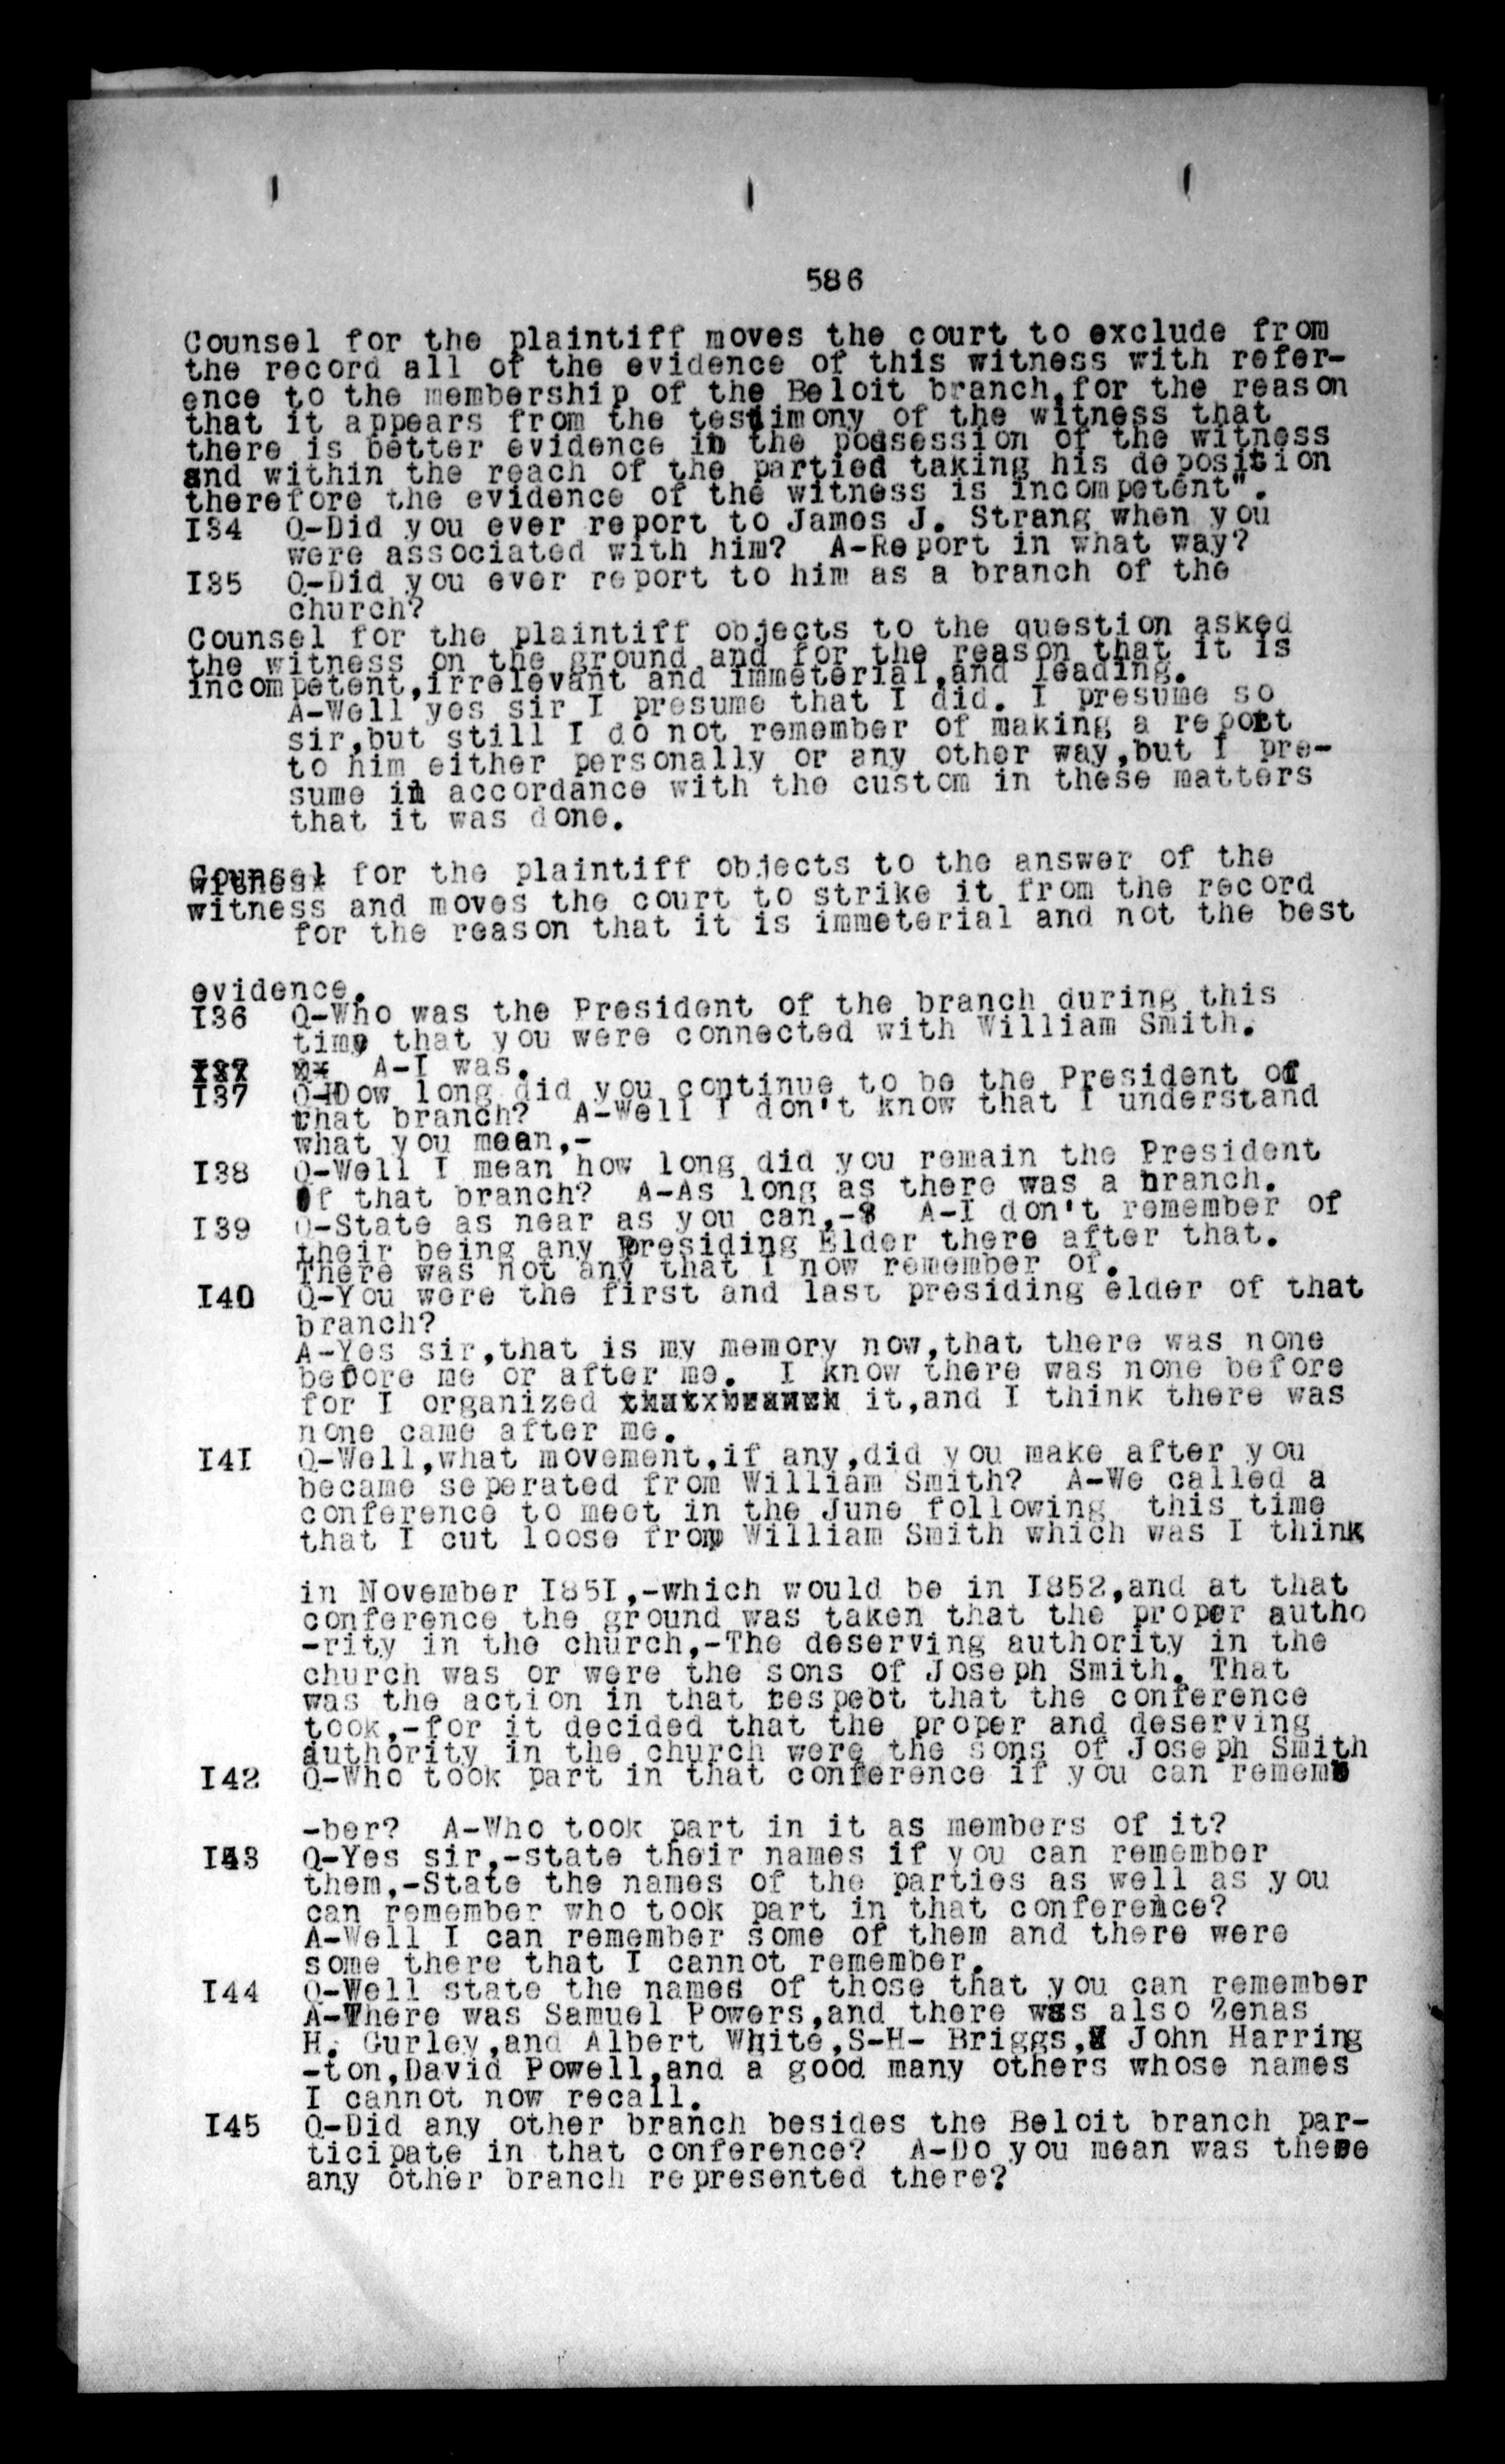 586
Counsel for the plaintiff moves the court to exclude from
the record all of the evidence of this witness with refer-
ence to the membership of the Beloit branch,for the reason
that it appears from the testimony of the witness that
there is better evidence in the possession of the witness
and within the reach of the parties taking his deposition
therefore the evidence of the witness is incompetent".
I34 Q-Did you ever report to James J. Strang when you
were associated with him? A-Report in what way?
I35 Q-Did you ever report to him as a branch of the
church?
Counsel for the plaintiff objects to the question asked
the witness on the ground and for the reason that it is
incompetent,irrelevant and immeterial,and leading.
A-Well yes sir I presume that I did. I presume so
sir,but still I do not remember of making a report
to him either personally or any other way,but I pre-
sume in accordance with the custom in these matters
that it was done.
Counsel for the plaintiff objects to the answer of the
witness and moves the court to strike it from the record
for the reason that it is immeterial and not the best
evidence.
I36 Q-Who was the President of the branch during this
time that you were connected with William Smith.
A-I was.
I37 Q-How long did you continue to be the President of
that branch? A-Well I don't know that I understand
what you mean,-
I38 Q-Well I mean how long did you remain the President
of that branch? A-As long as there was a branch.
I39 Q-State as near as you can,-? A-I don't remember of
their being any presiding Elder there after that.
There was not any that I now remember of.
I40 Q-You were the first and last presiding elder of that
branch?
A-Yes sir,that is my memory now,that there was none
before me or after me. I know there was none before
for I organized it,and I think there was
none came after me.
I4I Q-Well,what movement,if any,did you make after you
became seperated from William Smith? A-We called a
conference to meet in the June following this time
that I cut loose from William Smith which was I think
in November I85I,-which would be in I852,and at that
conference the ground was taken that the proper autho
-rity in the church,-The deserving authority in the
church was or were the sons of Joseph Smith. That
was the action in that respect that the conference
took,-for it decided that the proper and deserving
authority in the church were the sons of Joseph Smith
I42 Q-Who took part in that conference if you can remem
-ber? A-Who took part in it as members of it?
I43 Q-Yes sir,-state their names if you can remember
them,-State the names of the parties as well as you
can remember who took part in that conference?
A-Well I can remember some of them and there were
some there that I cannot remember.
I44 Q-Well state the names of those that you can remember
A-There was Samuel Powers,and there was also Zenas
H. Gurley,and Albert White,S-H- Briggs, John Harring
-ton,David Powell,and a good many others whose names
I cannot now recall.
I45 Q-Did any other branch besides the Beloit branch par-
ticipate in that conference? A-Do you mean was there
any other branch represented there?